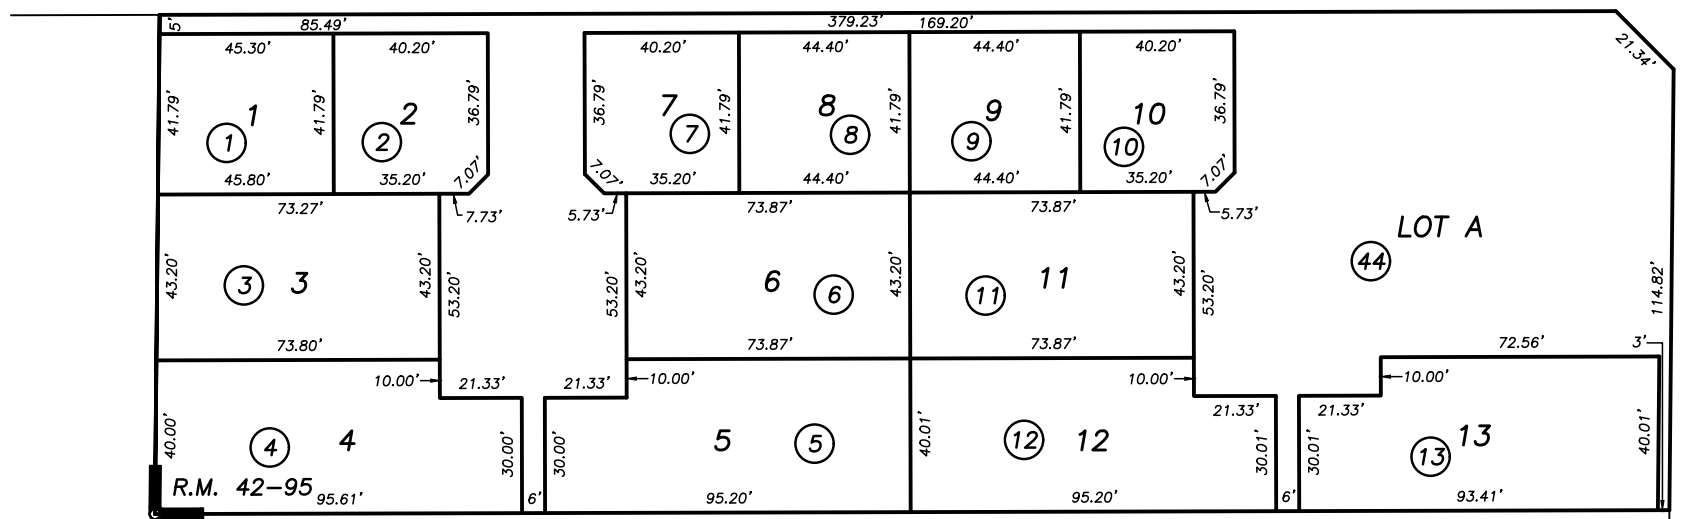 5' 85.49' 379.23' 169.20'
21.34'
45.30' 40.20' 40.20' 44.40' 44.40' 40.20'
41.79' 1 41.79' 2 36.79' 36.79' 7 41.79' 8 41.79' 9 41.79' 10 36.79'
1 2 7 8 9 10
45.80' 35.20' 7.07' 7.07' 35.20' 44.40' 44.40' 35.20' 7.07'
73.27' 7.73' 5.73' 73.87' 73.87' 5.73'
LOT A
44
43.20' 3 3 43.20' 53.20' 53.20' 43.20' 6 6 43.20' 11 11 43.20' 53.20' 114.82'
73.80' 73.87' 73.87' 72.56' 3'
10.00' 21.33' 21.33' 10.00' 10.00' 21.33' 21.33' 10.00'
40.00' 4 4 30.00' 30.00' 5 5 40.01' 12 12 30.01' 30.01' 13 13 40.01'
R.M. 42-95
95.61' 6' 95.20' 95.20' 6' 93.41'